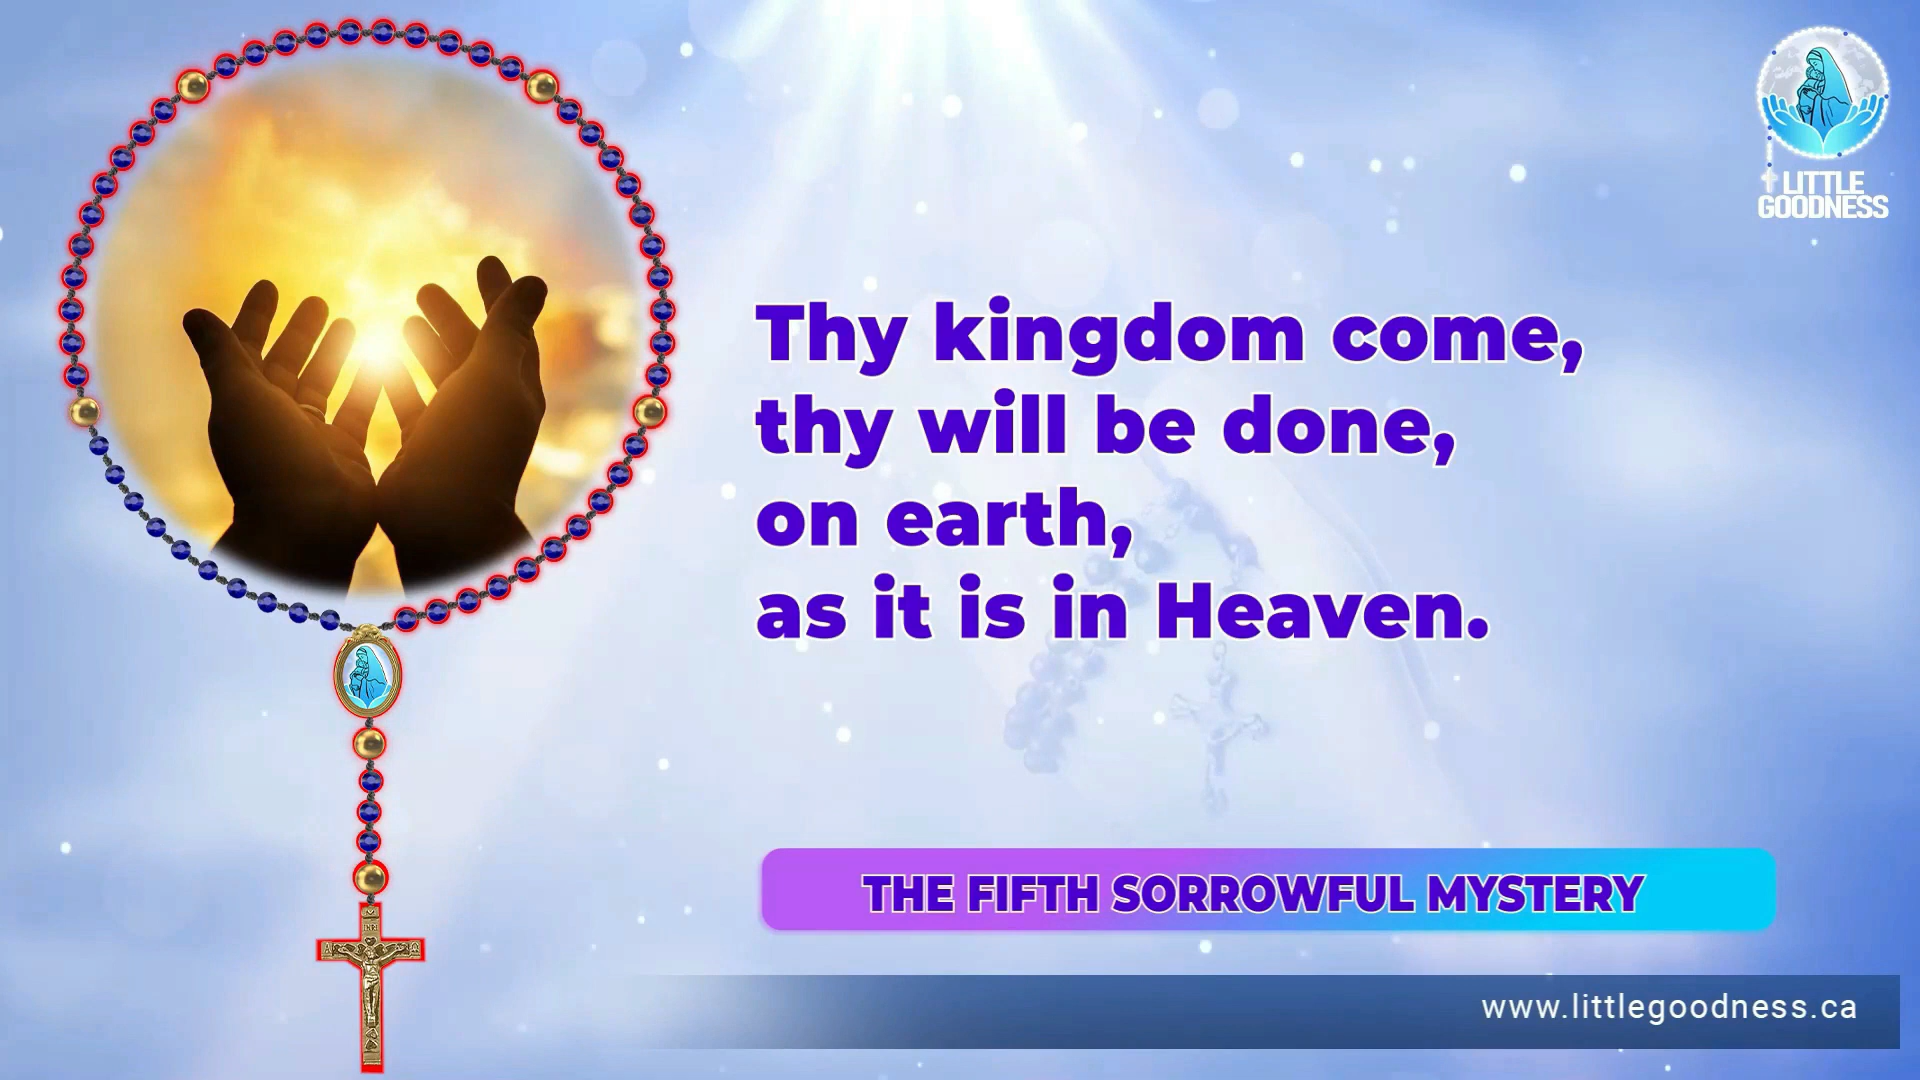 LITTLE
GOODNESS
Thy kingdom come,
thy will be done,
on earth,
as it is in Heaven.
THE FIFTH SORROWFUL MYSTERY
INRI
www.littlegoodness.ca